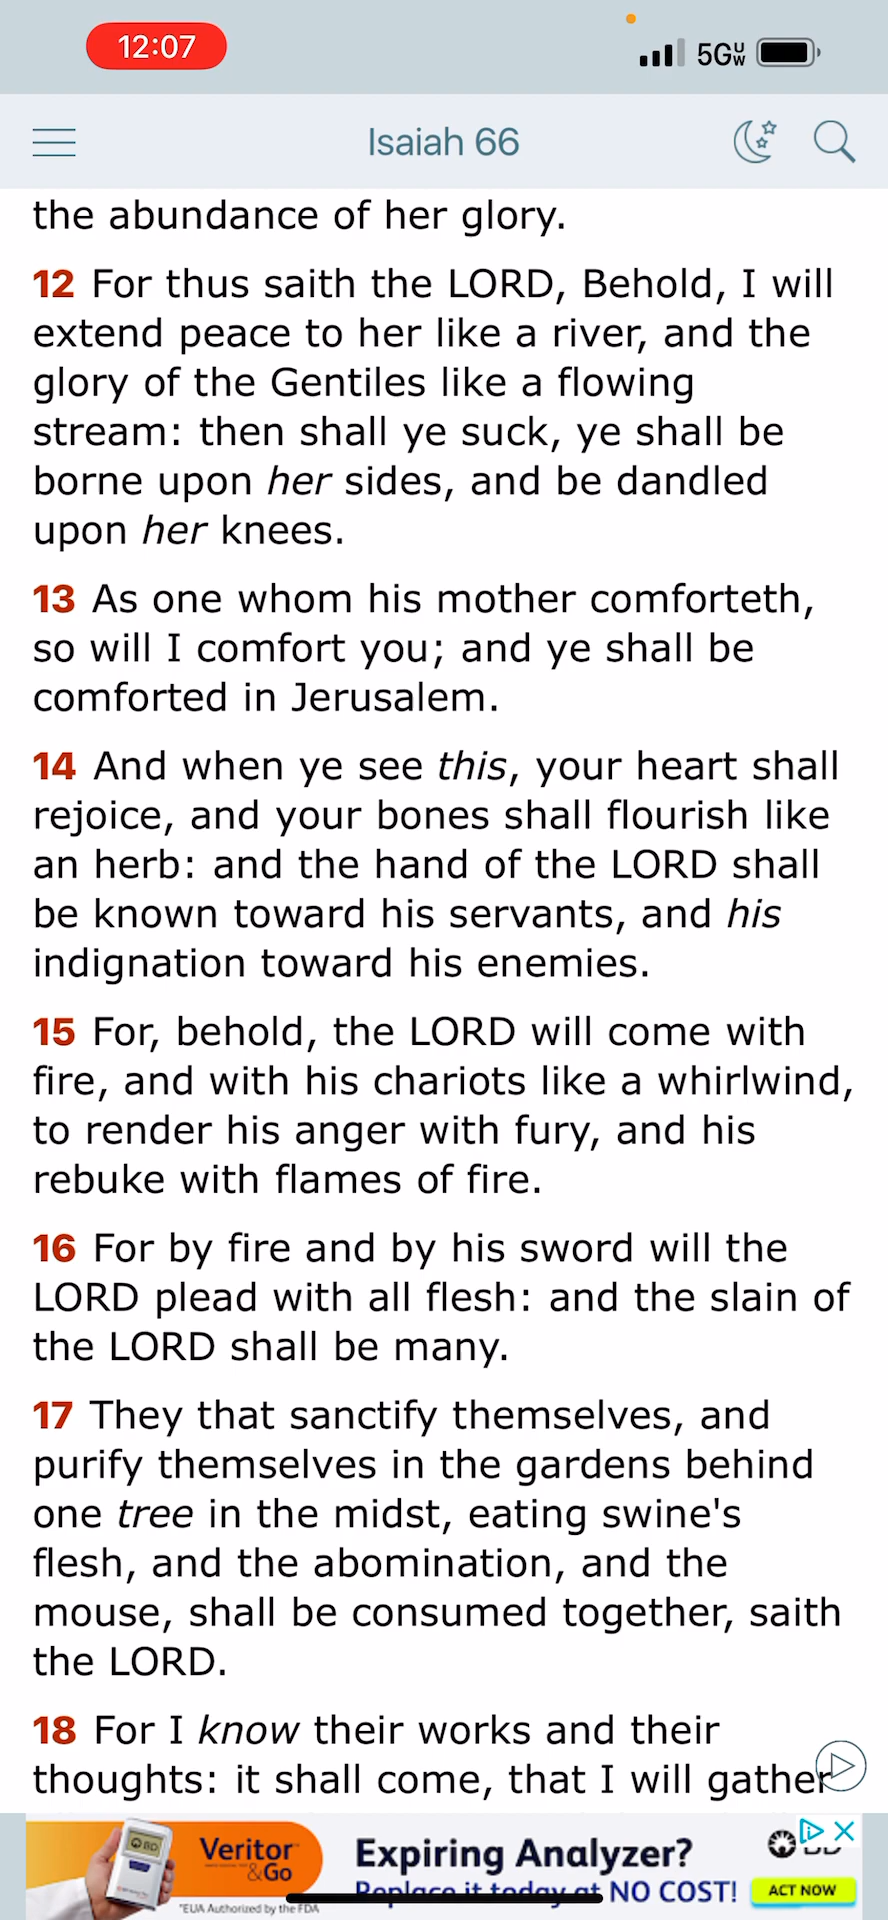 12:07
5GUW
Isaiah 66
the abundance of her glory.
12 For thus saith the LORD, Behold, I will
extend peace to her like a river, and the
glory of the Gentiles like a flowing
stream: then shall ye suck, ye shall be
borne upon her sides, and be dandled
upon her knees.
13 As one whom his mother comforteth,
so will I comfort you; and ye shall be
comforted in Jerusalem.
14 And when ye see this, your heart shall
rejoice, and your bones shall flourish like
an herb: and the hand of the LORD shall
be known toward his servants, and his
indignation toward his enemies.
15 For, behold, the LORD will come with
fire, and with his chariots like a whirlwind,
to render his anger with fury, and his
rebuke with flames of fire.
16 For by fire and by his sword will the
LORD plead with all flesh: and the slain of
the LORD shall be many.
17 They that sanctify themselves, and
purify themselves in the gardens behind
one tree in the midst, eating swine's
flesh, and the abomination, and the
mouse, shall be consumed together, saith
the LORD.
18 For I know their works and their
thoughts: it shall come, that I will gather
BD
Veritor
&Go
*EUA Authorized by the FDA
Expiring Analyzer?
Replace it today at NO COST!
ACT NOW